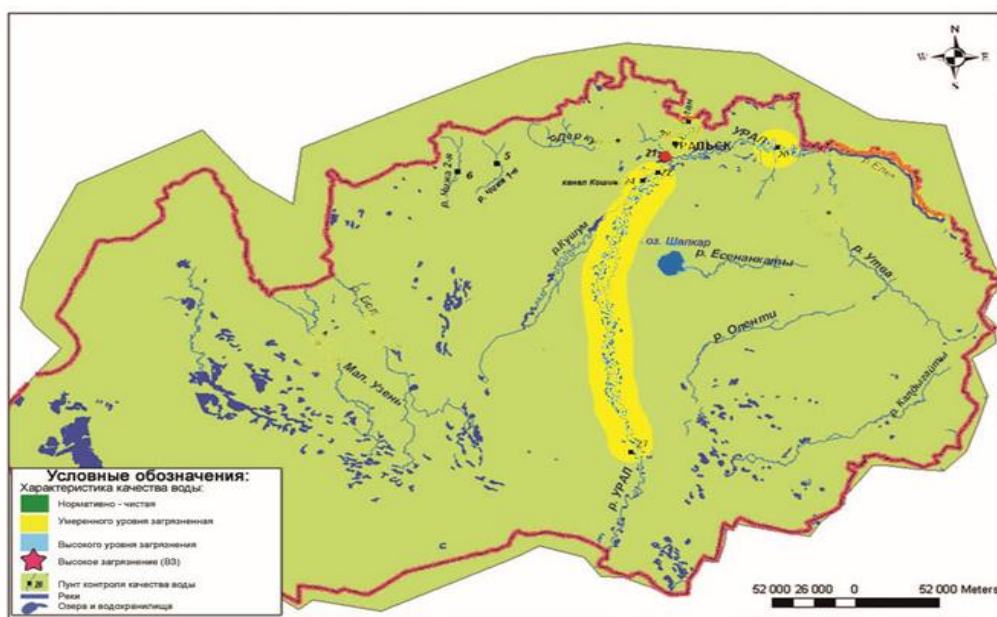 N
W E
S
УРАЛ
УРАЛЬСК
21
5
6
р. Чижа 2-я
р. Чижа 1-я
канал Кошим
р.Кушум
оз. Шалкар
р. Есенанкаты
р. Утва
р. Оленти
р. Калдыгайты
Мал. Узень
р. УРАЛ
с
Условные обозначения:
Характеристика качества воды:
Нормативно - чистая
Умеренного уровня загрязненная
Высокого уровня загрязнения
Высокое загрязнение (ВЗ)
Пунт контроля качества воды
Реки
Озера и водохранилища
52 000 26 000 0 52 000 Meters